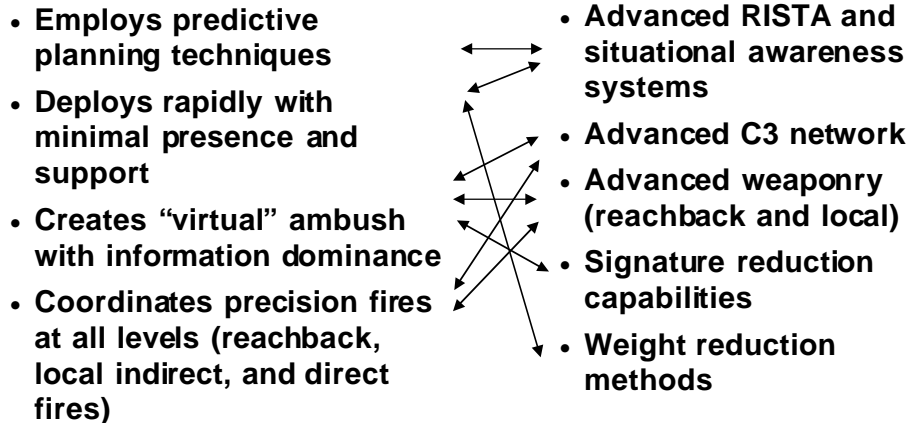 • Employs predictive
planning techniques
• Deploys rapidly with
minimal presence and
support
• Creates “virtual” ambush
with information dominance
• Coordinates precision fires
at all levels (reachback,
local indirect, and direct
fires)
• Advanced RISTA and
situational awareness
systems
• Advanced C3 network
• Advanced weaponry
(reachback and local)
• Signature reduction
capabilities
• Weight reduction
methods